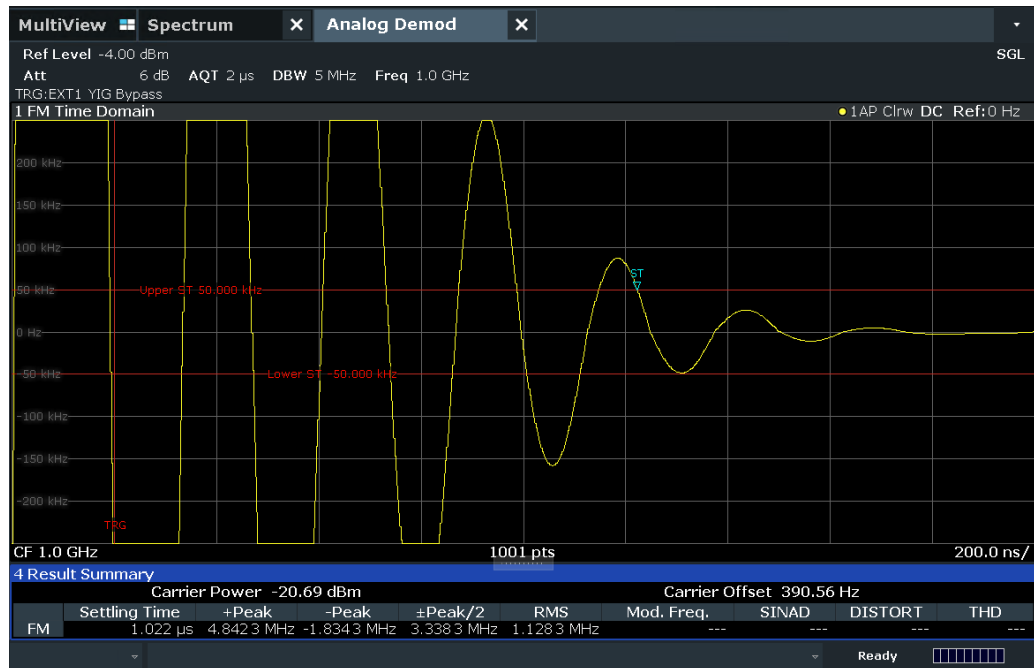 MultiView Spectrum X Analog Demod X
Ref Level -4.00 dBm SGL
Att 6 dB AQT 2 µs DBW 5 MHz Freq 1.0 GHz
TRG:EXT1 YIG Bypass
1 FM Time Domain 1AP Clrw DC Ref:0 Hz
200 kHz
150 kHz
100 kHz
ST
50 kHz Upper ST 50.000 kHz
0 Hz
-50 kHz Lower ST -50.000 kHz
-100 kHz
-150 kHz
-200 kHz
TRG
CF 1.0 GHz 1001 pts 200.0 ns/
4 Result Summary
Carrier Power -20.69 dBm Carrier Offset 390.56 Hz
Settling Time +Peak -Peak ±Peak/2 RMS Mod. Freq. SINAD DISTORT THD
FM 1.022 µs 4.8423 MHz -1.8343 MHz 3.3383 MHz 1.1283 MHz --- --- --- ---
Ready